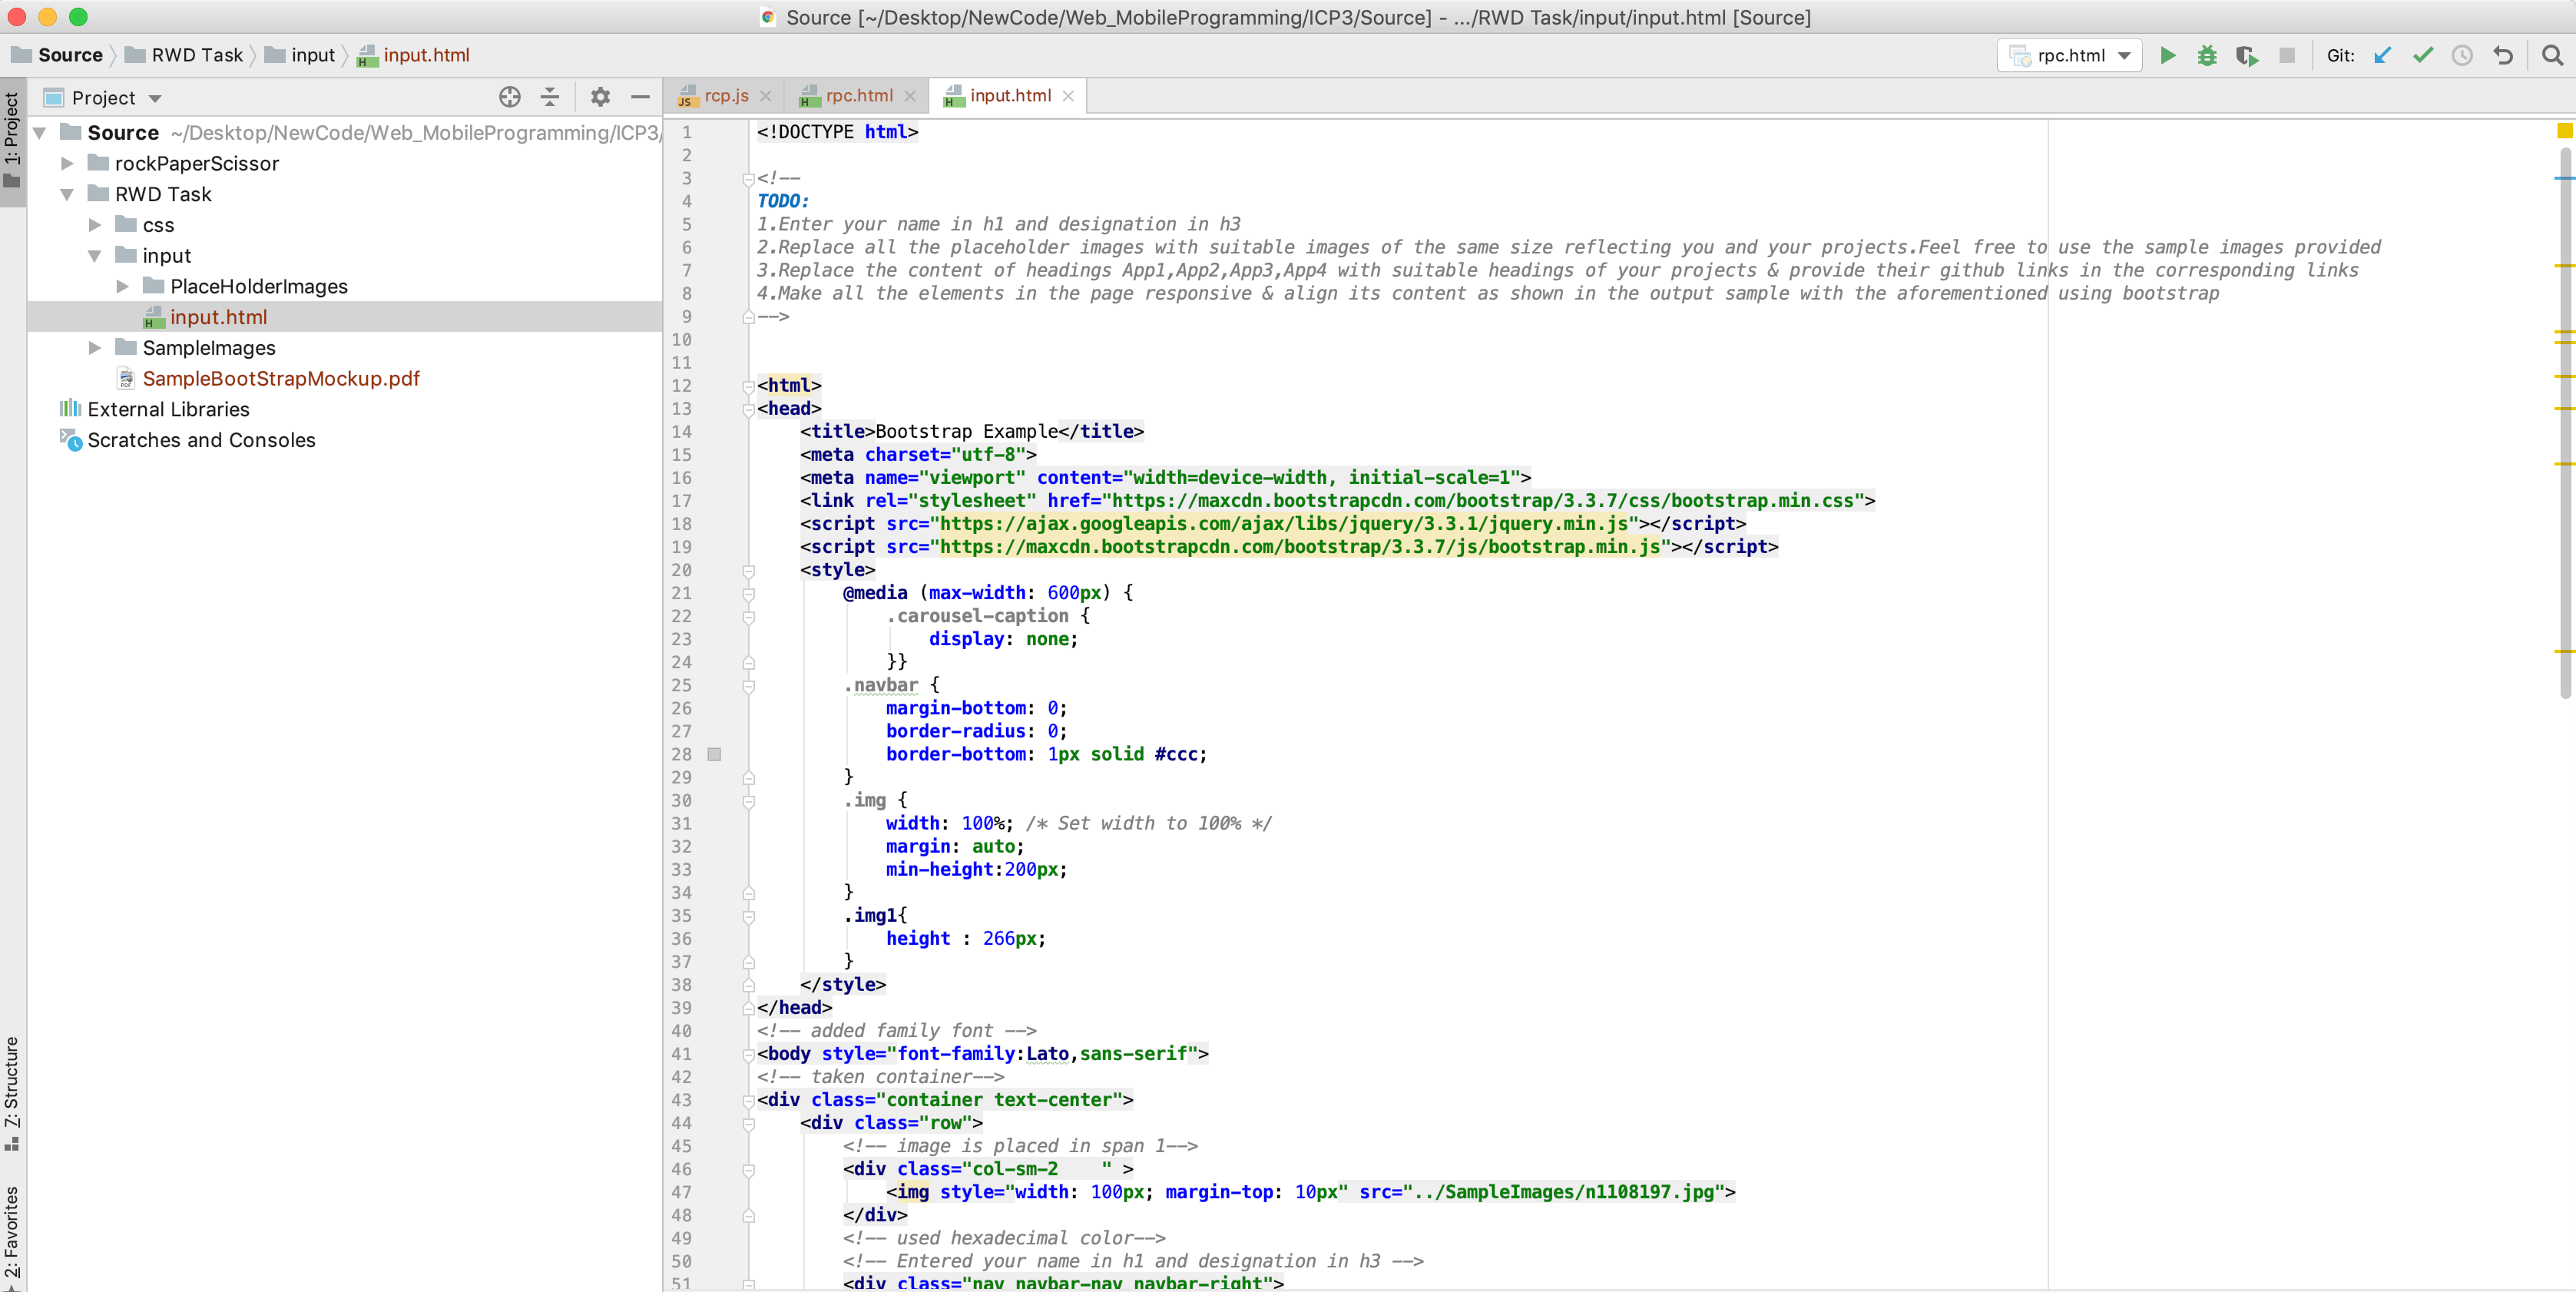 Source [~/Desktop/NewCode/Web_MobileProgramming/ICP3/Source] - .../RWD Task/input/input.html [Source]
Source RWD Task input input.html
rpc.html Git:
1: Project
Project
rcp.js rpc.html input.html
Source ~/Desktop/NewCode/Web_MobileProgramming/ICP3/
rockPaperScissor
RWD Task
css
input
PlaceHolderImages
input.html
SampleImages
SampleBootStrapMockup.pdf
External Libraries
Scratches and Consoles
7: Structure
2: Favorites
1 <!DOCTYPE html>
2
3 <!--
4 TODO:
5 1.Enter your name in h1 and designation in h3
6 2.Replace all the placeholder images with suitable images of the same size reflecting you and your projects.Feel free to use the sample images provided
7 3.Replace the content of headings App1,App2,App3,App4 with suitable headings of your projects & provide their github links in the corresponding links
8 4.Make all the elements in the page responsive & align its content as shown in the output sample with the aforementioned using bootstrap
9 -->
10
11
12 <html>
13 <head>
14 <title>Bootstrap Example</title>
15 <meta charset="utf-8">
16 <meta name="viewport" content="width=device-width, initial-scale=1">
17 <link rel="stylesheet" href="https://maxcdn.bootstrapcdn.com/bootstrap/3.3.7/css/bootstrap.min.css">
18 <script src="https://ajax.googleapis.com/ajax/libs/jquery/3.3.1/jquery.min.js"></script>
19 <script src="https://maxcdn.bootstrapcdn.com/bootstrap/3.3.7/js/bootstrap.min.js"></script>
20 <style>
21 @media (max-width: 600px) {
22 .carousel-caption {
23 display: none;
24 }}
25 .navbar {
26 margin-bottom: 0;
27 border-radius: 0;
28 border-bottom: 1px solid #ccc;
29 }
30 .img {
31 width: 100%; /* Set width to 100% */
32 margin: auto;
33 min-height:200px;
34 }
35 .img1{
36 height : 266px;
37 }
38 </style>
39 </head>
40 <!-- added family font -->
41 <body style="font-family:Lato,sans-serif">
42 <!-- taken container-->
43 <div class="container text-center">
44 <div class="row">
45 <!-- image is placed in span 1-->
46 <div class="col-sm-2    " >
47 <img style="width: 100px; margin-top: 10px" src="../SampleImages/n1108197.jpg">
48 </div>
49 <!-- used hexadecimal color-->
50 <!-- Entered your name in h1 and designation in h3 -->
51 <div class="nav navbar-nav navbar-right">